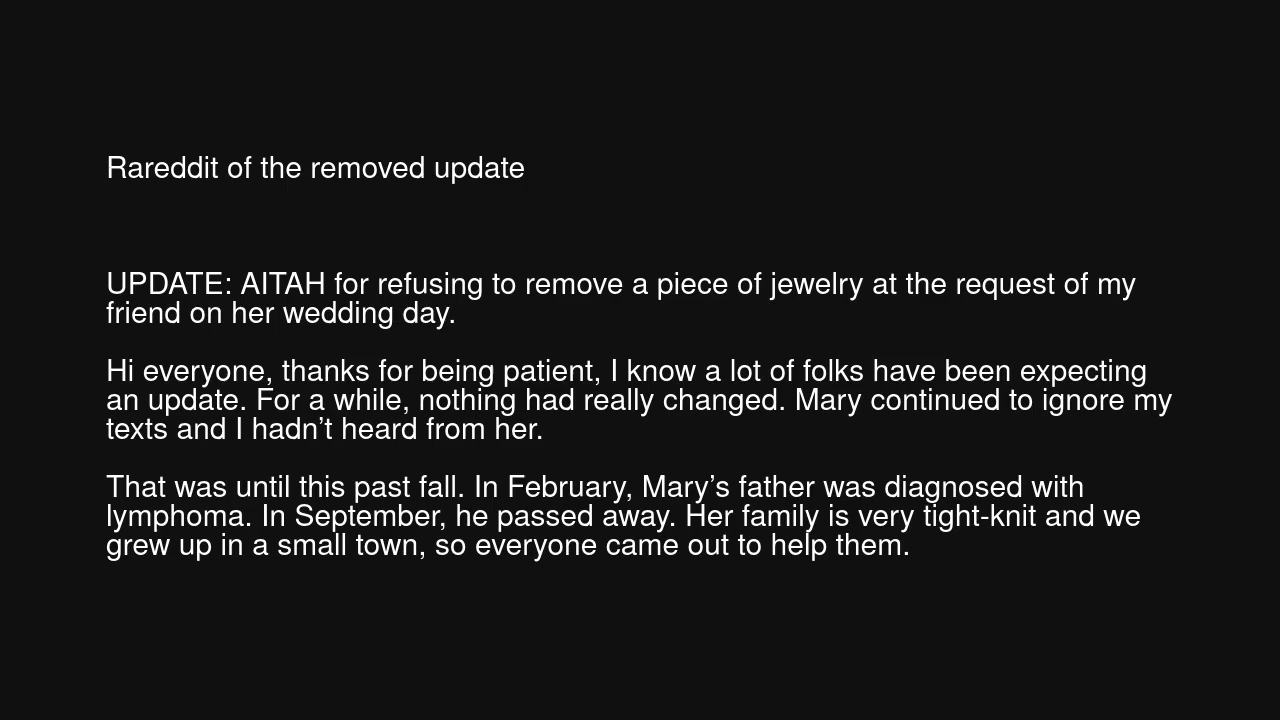 Rareddit of the removed update
UPDATE: AITAH for refusing to remove a piece of jewelry at the request of my
friend on her wedding day.
Hi everyone, thanks for being patient, I know a lot of folks have been expecting
an update. For a while, nothing had really changed. Mary continued to ignore my
texts and I hadn’t heard from her.
That was until this past fall. In February, Mary’s father was diagnosed with
lymphoma. In September, he passed away. Her family is very tight-knit and we
grew up in a small town, so everyone came out to help them.